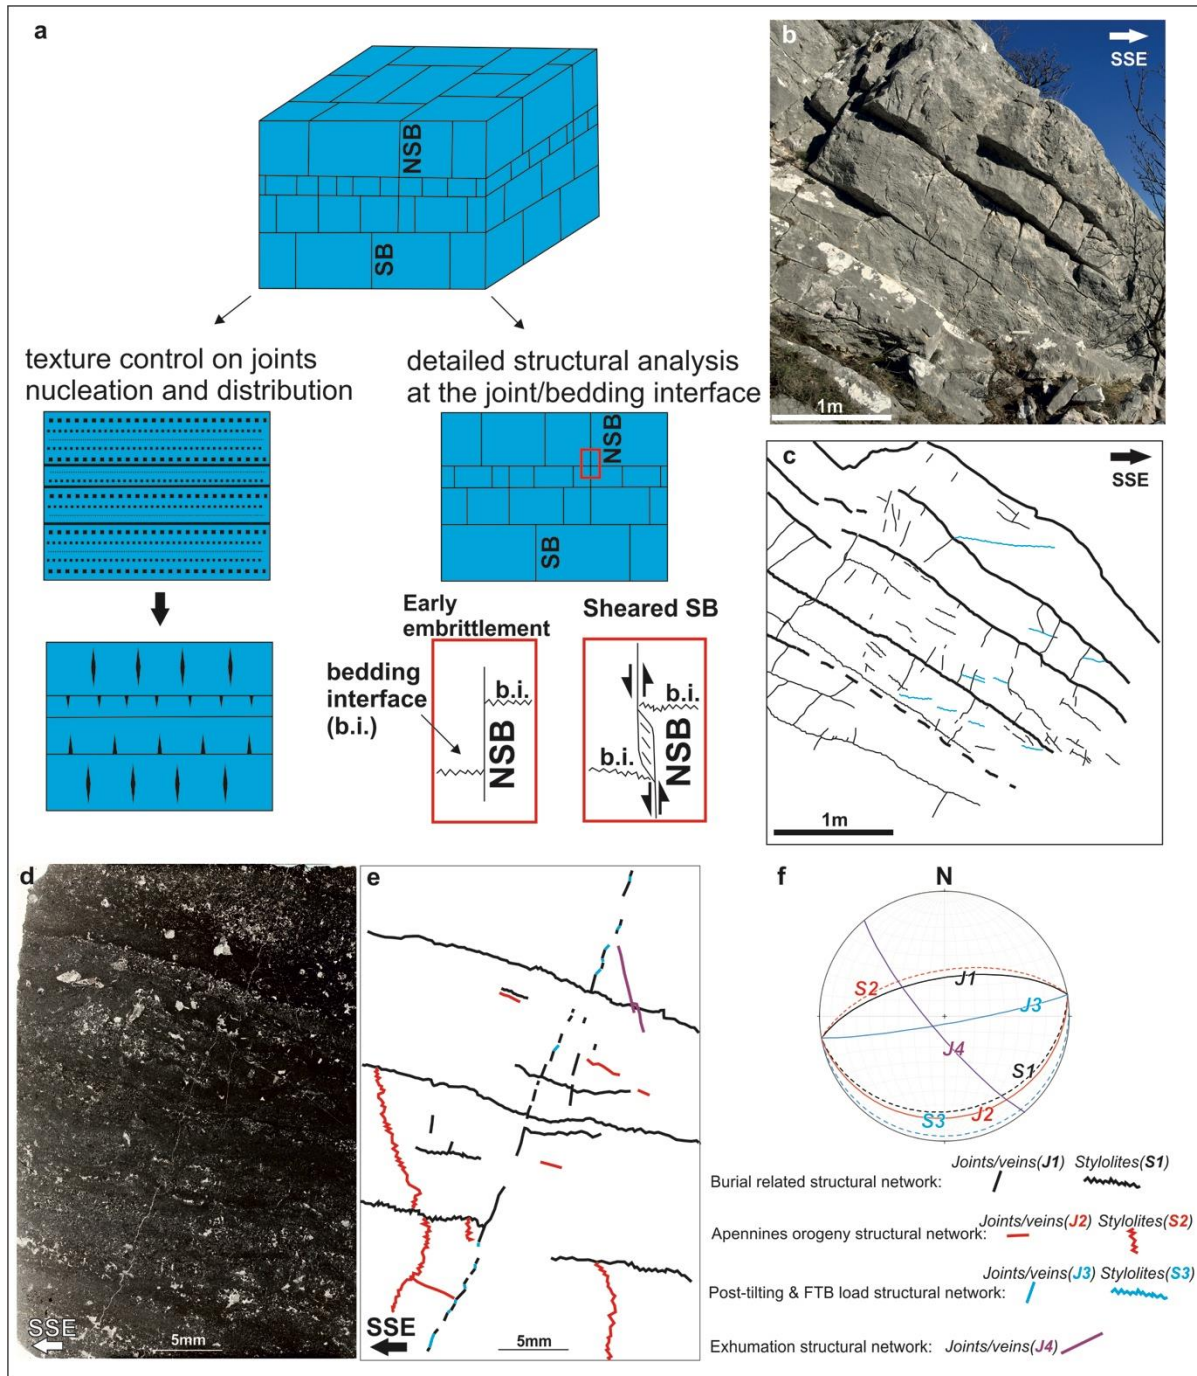 a
NSB
SB
texture control on joints
nucleation and distribution
detailed structural analysis
at the joint/bedding interface
NSB
SB
Early
embrittlement
bedding
interface
(b.i.)
b.i.
NSB
Sheared SB
b.i.
b.i.
NSB
b
SSE
1m
c
SSE
1m
d
SSE
5mm
e
SSE
5mm
f
N
S2
J1
J3
J4
S1
S3
J2
Joints/veins(J1) Stylolites(S1)
Burial related structural network:
Joints/veins(J2) Stylolites(S2)
Apennines orogeny structural network:
Joints/veins(J3) Stylolites(S3)
Post-tilting & FTB load structural network:
Exhumation structural network: Joints/veins(J4)